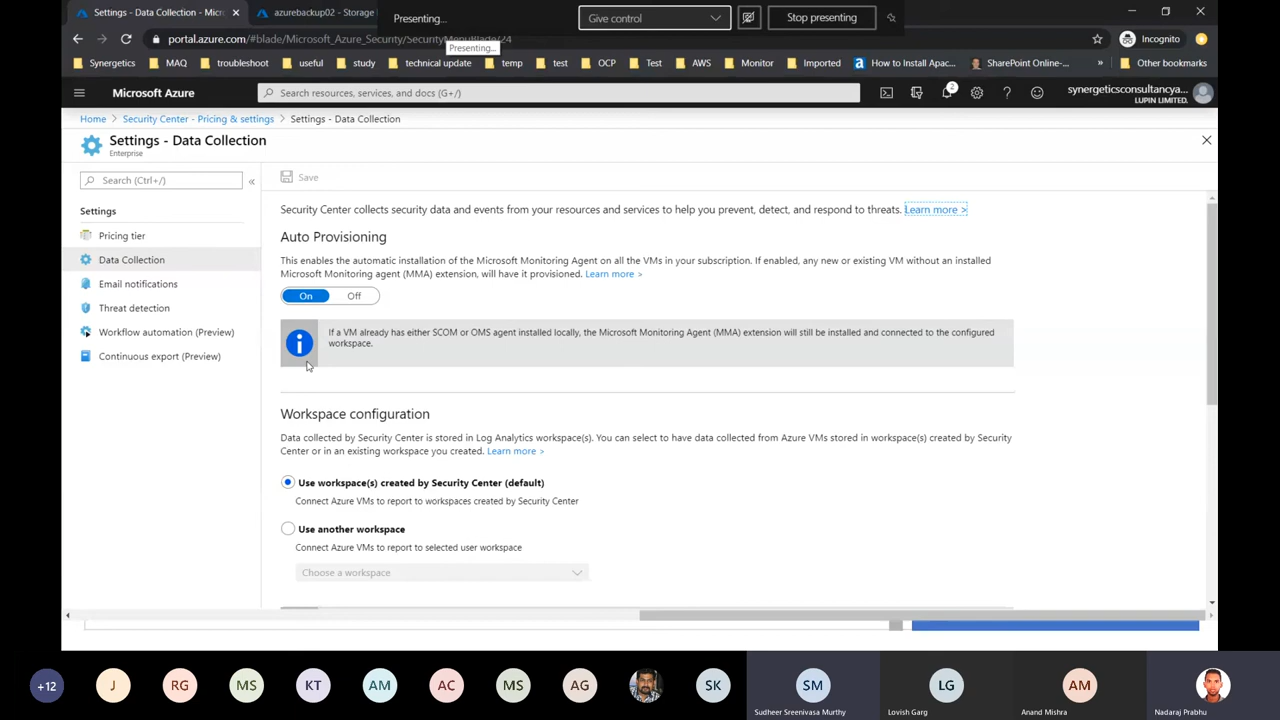 Settings - Data Collection - Micro
azurebackup02 - Storage
Presenting...
Give control
Stop presenting
portal.azure.com/#blade/Microsoft_Azure_Security/SecurityMenuBlade/24
Incognito
Presenting...
Synergetics
MAQ
troubleshoot
useful
study
technical update
temp
test
OCP
Test
AWS
Monitor
Imported
How to Install Apac...
SharePoint Online-...
»
Other bookmarks
Microsoft Azure
Search resources, services, and docs (G+/)
2
synergeticsconsultancya...
LUPIN LIMITED.
Home > Security Center - Pricing & settings > Settings - Data Collection
Settings - Data Collection
Enterprise
Search (Ctrl+/)
«
Save
Settings
Pricing tier
Data Collection
Email notifications
Threat detection
Workflow automation (Preview)
Continuous export (Preview)
Security Center collects security data and events from your resources and services to help you prevent, detect, and respond to threats. Learn more >
Auto Provisioning
This enables the automatic installation of the Microsoft Monitoring Agent on all the VMs in your subscription. If enabled, any new or existing VM without an installed
Microsoft Monitoring agent (MMA) extension, will have it provisioned. Learn more >
On Off
If a VM already has either SCOM or OMS agent installed locally, the Microsoft Monitoring Agent (MMA) extension will still be installed and connected to the configured
workspace.
Workspace configuration
Data collected by Security Center is stored in Log Analytics workspace(s). You can select to have data collected from Azure VMs stored in workspace(s) created by Security
Center or in an existing workspace you created. Learn more >
Use workspace(s) created by Security Center (default)
Connect Azure VMs to report to workspaces created by Security Center
Use another workspace
Connect Azure VMs to report to selected user workspace
Choose a workspace
+12
J
RG
MS
KT
AM
AC
MS
AG
SK
SM
Sudheer Sreenivasa Murthy
LG
Lovish Garg
AM
Anand Mishra
Nadaraj Prabhu